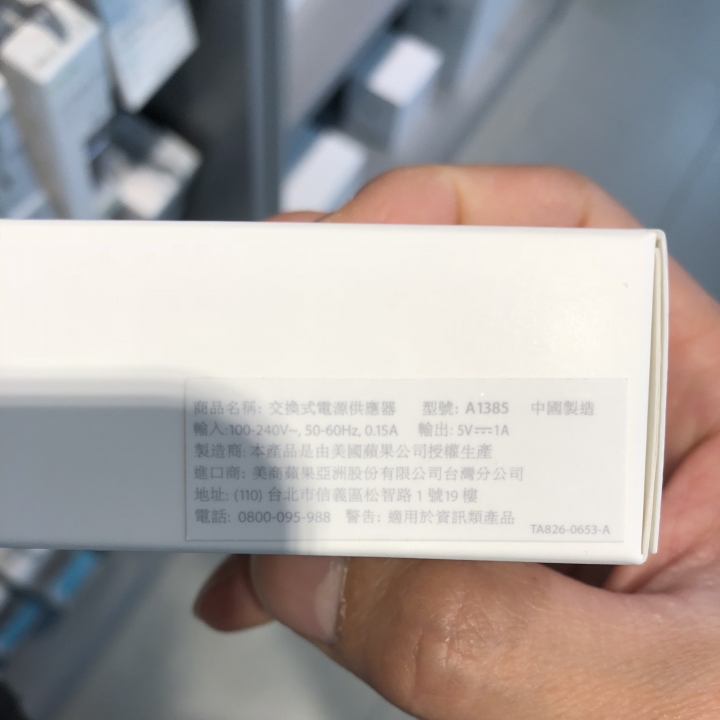 商品名稱: 交換式電源供應器 型號: A1385 中國製造
輸入:100-240V~, 50-60Hz, 0.15A 輸出: 5V⎓1A
製造商: 本產品是由美國蘋果公司授權生產
進口商: 美商蘋果亞洲股份有限公司台灣分公司
地址: (110) 台北市信義區松智路 1 號19 樓
電話: 0800-095-988 警告: 適用於資訊類產品
TA826-0653-A